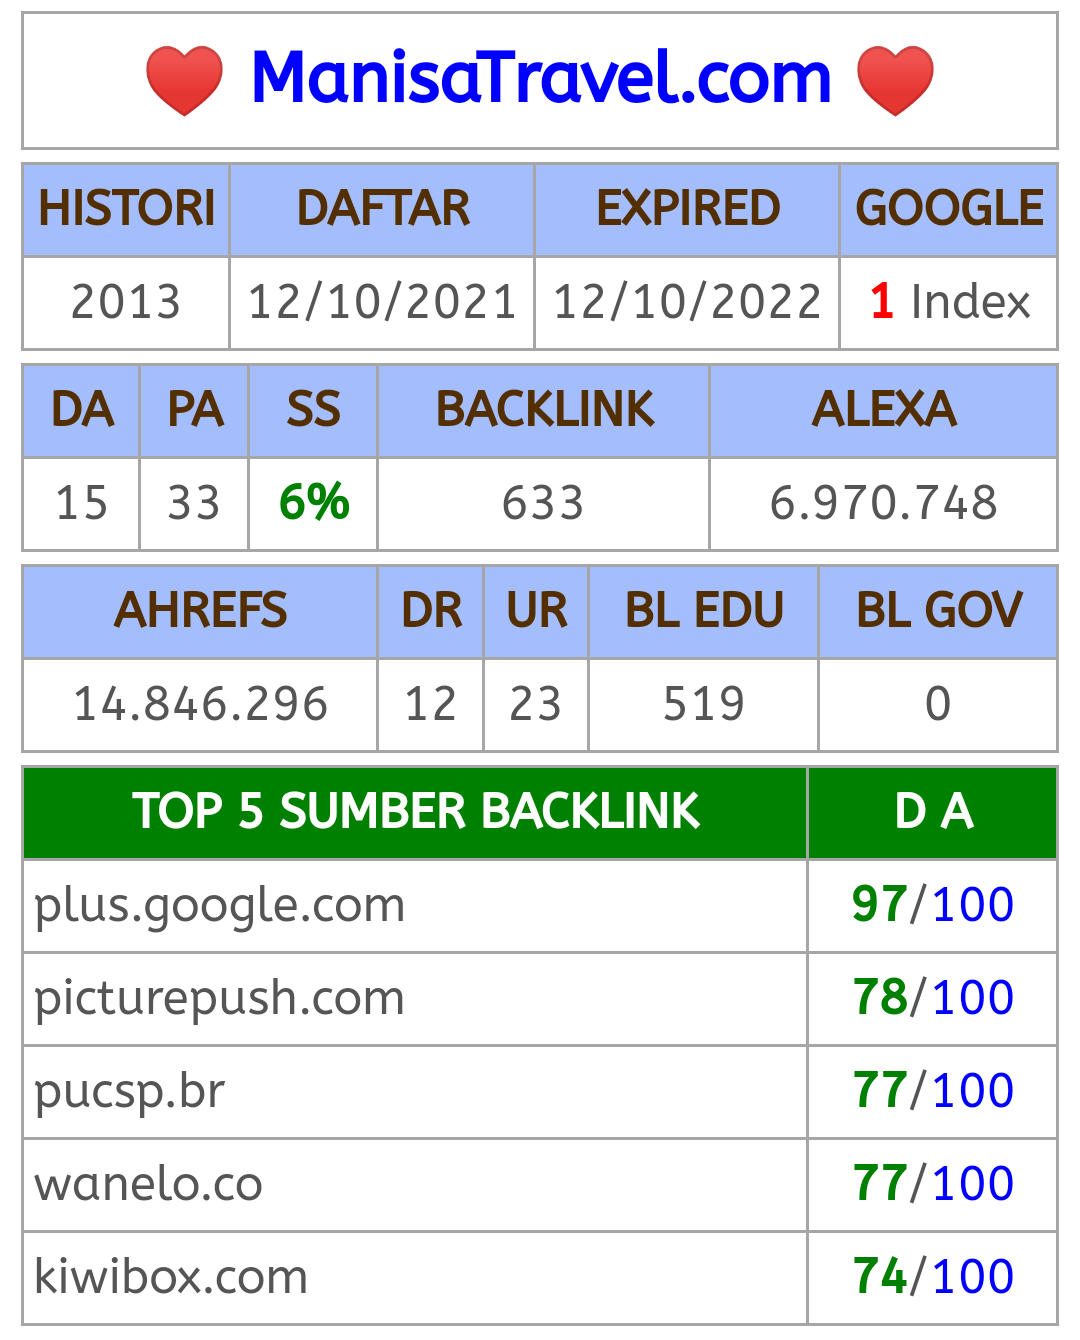 ❤️ ManisaTravel.com ❤️
HISTORI DAFTAR EXPIRED GOOGLE
2013 12/10/2021 12/10/2022 1 Index
DA PA SS BACKLINK ALEXA
15 33 6% 633 6.970.748
AHREFS DR UR BL EDU BL GOV
14.846.296 12 23 519 0
TOP 5 SUMBER BACKLINK D A
plus.google.com 97/100
picturepush.com 78/100
pucsp.br 77/100
wanelo.co 77/100
kiwibox.com 74/100